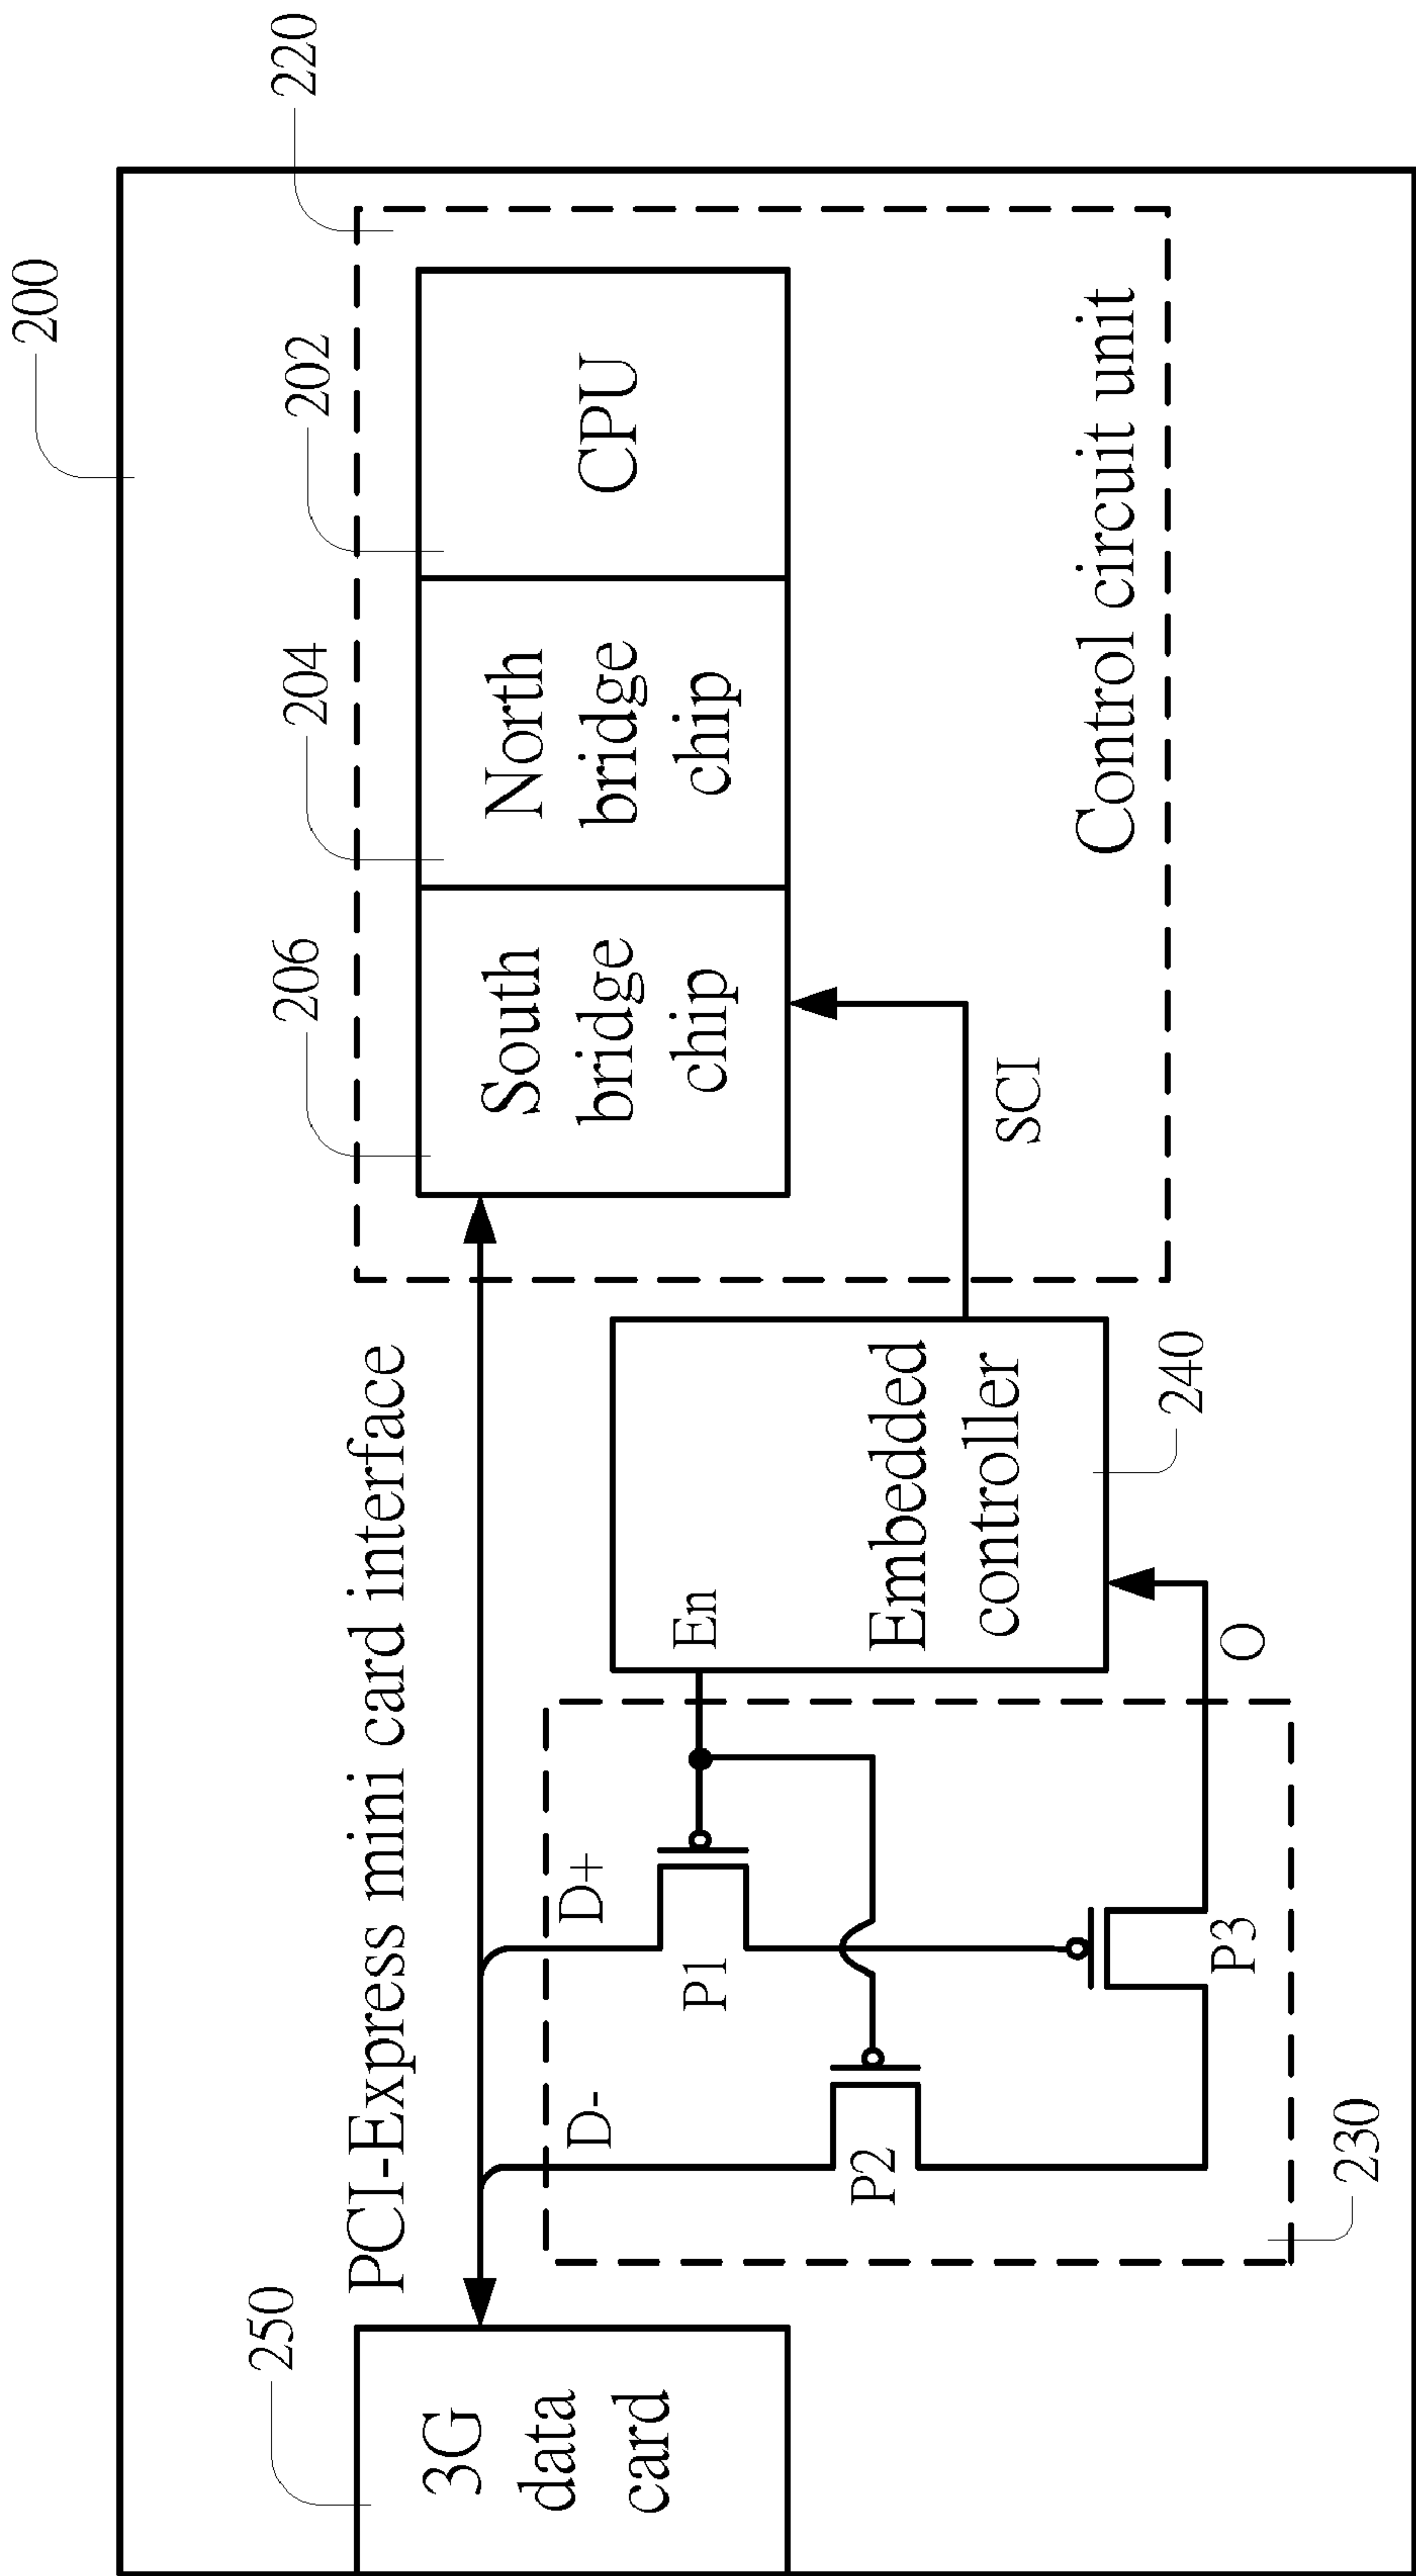 200
220
250
206
204
202
PCI-Express mini card interface
3G
data
card
South
bridge
chip
North
bridge
chip
CPU
D-
D+
En
P1
P2
Embedded
controller
SCI
Control circuit unit
240
O
P3
230